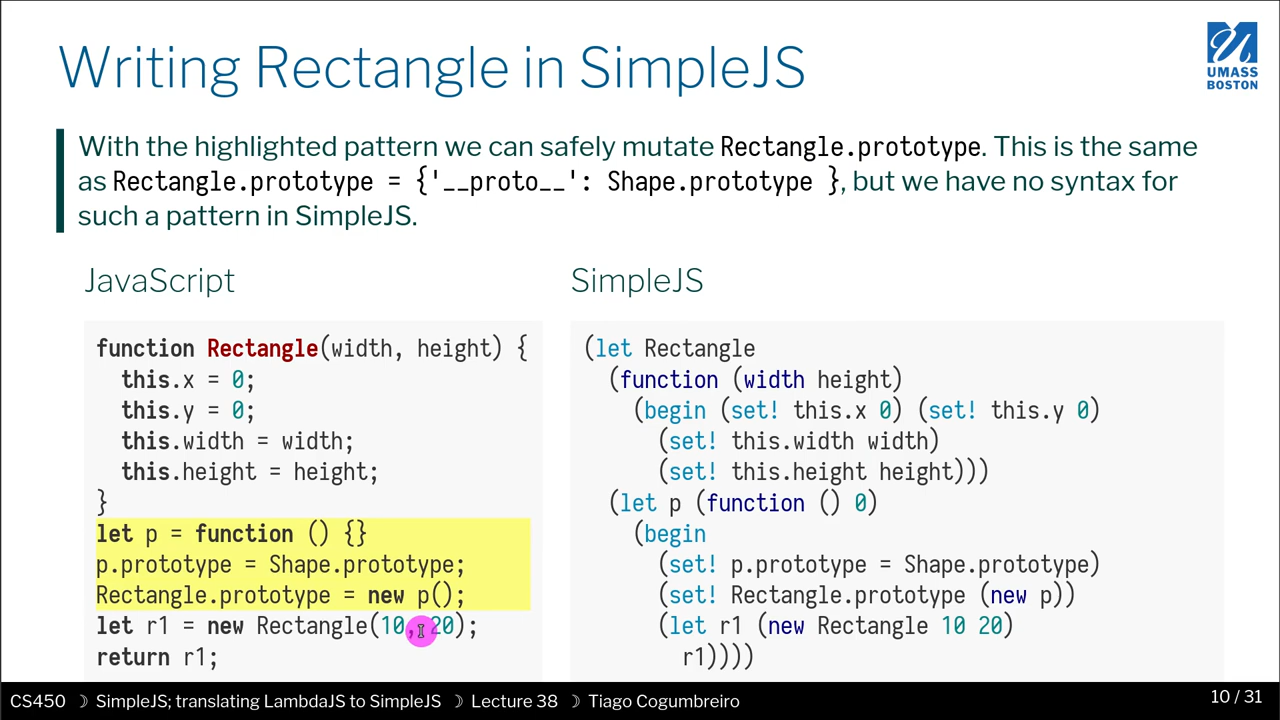 Writing Rectangle in SimpleJS
UMASS
BOSTON
With the highlighted pattern we can safely mutate Rectangle.prototype. This is the same
as Rectangle.prototype = {'__proto__': Shape.prototype }, but we have no syntax for
such a pattern in SimpleJS.
JavaScript
function Rectangle(width, height) {
  this.x = 0;
  this.y = 0;
  this.width = width;
  this.height = height;
}
let p = function () {}
p.prototype = Shape.prototype;
Rectangle.prototype = new p();
let r1 = new Rectangle(10, 20);
return r1;
SimpleJS
(let Rectangle
  (function (width height)
    (begin (set! this.x 0) (set! this.y 0)
      (set! this.width width)
      (set! this.height height)))
  (let p (function () 0)
    (begin
      (set! p.prototype = Shape.prototype)
      (set! Rectangle.prototype (new p))
      (let r1 (new Rectangle 10 20)
        r1))))
CS450 ☽ SimpleJS; translating LambdaJS to SimpleJS ☽ Lecture 38 ☽ Tiago Cogumbreiro
10 / 31